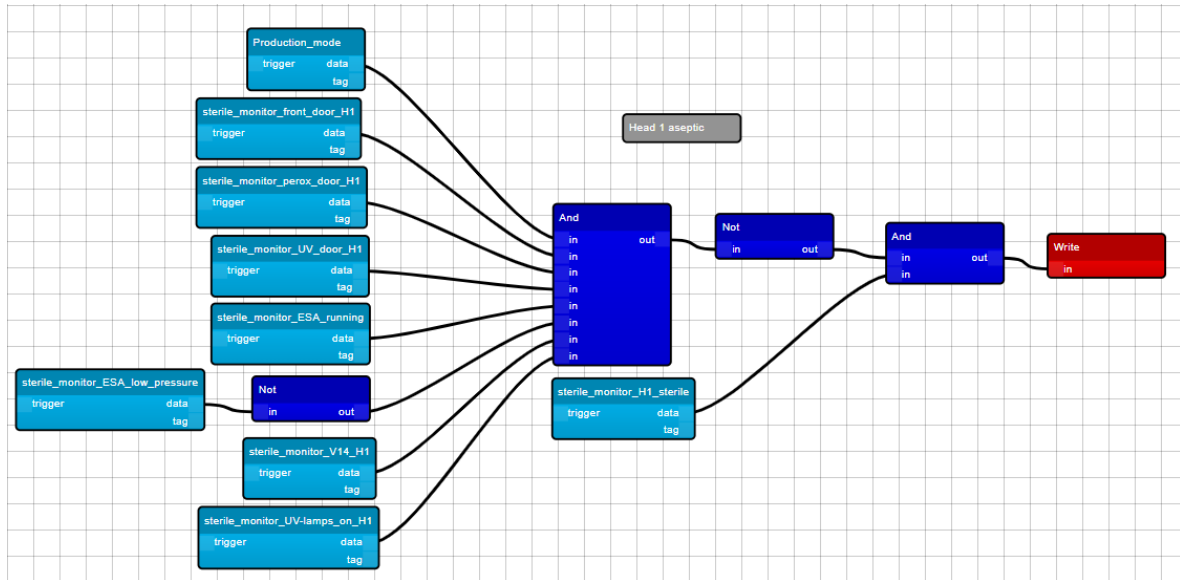 Production_mode
trigger data
tag
sterile_monitor_front_door_H1
trigger data
tag
Head 1 aseptic
sterile_monitor_perox_door_H1
trigger data
tag
And
in out
in
in
in
in
in
in
in
Not
in out
And
in out
in
Write
in
sterile_monitor_UV_door_H1
trigger data
tag
sterile_monitor_ESA_running
trigger data
tag
sterile_monitor_ESA_low_pressure
trigger data
tag
Not
in out
sterile_monitor_H1_sterile
trigger data
tag
sterile_monitor_V14_H1
trigger data
tag
sterile_monitor_UV-lamps_on_H1
trigger data
tag